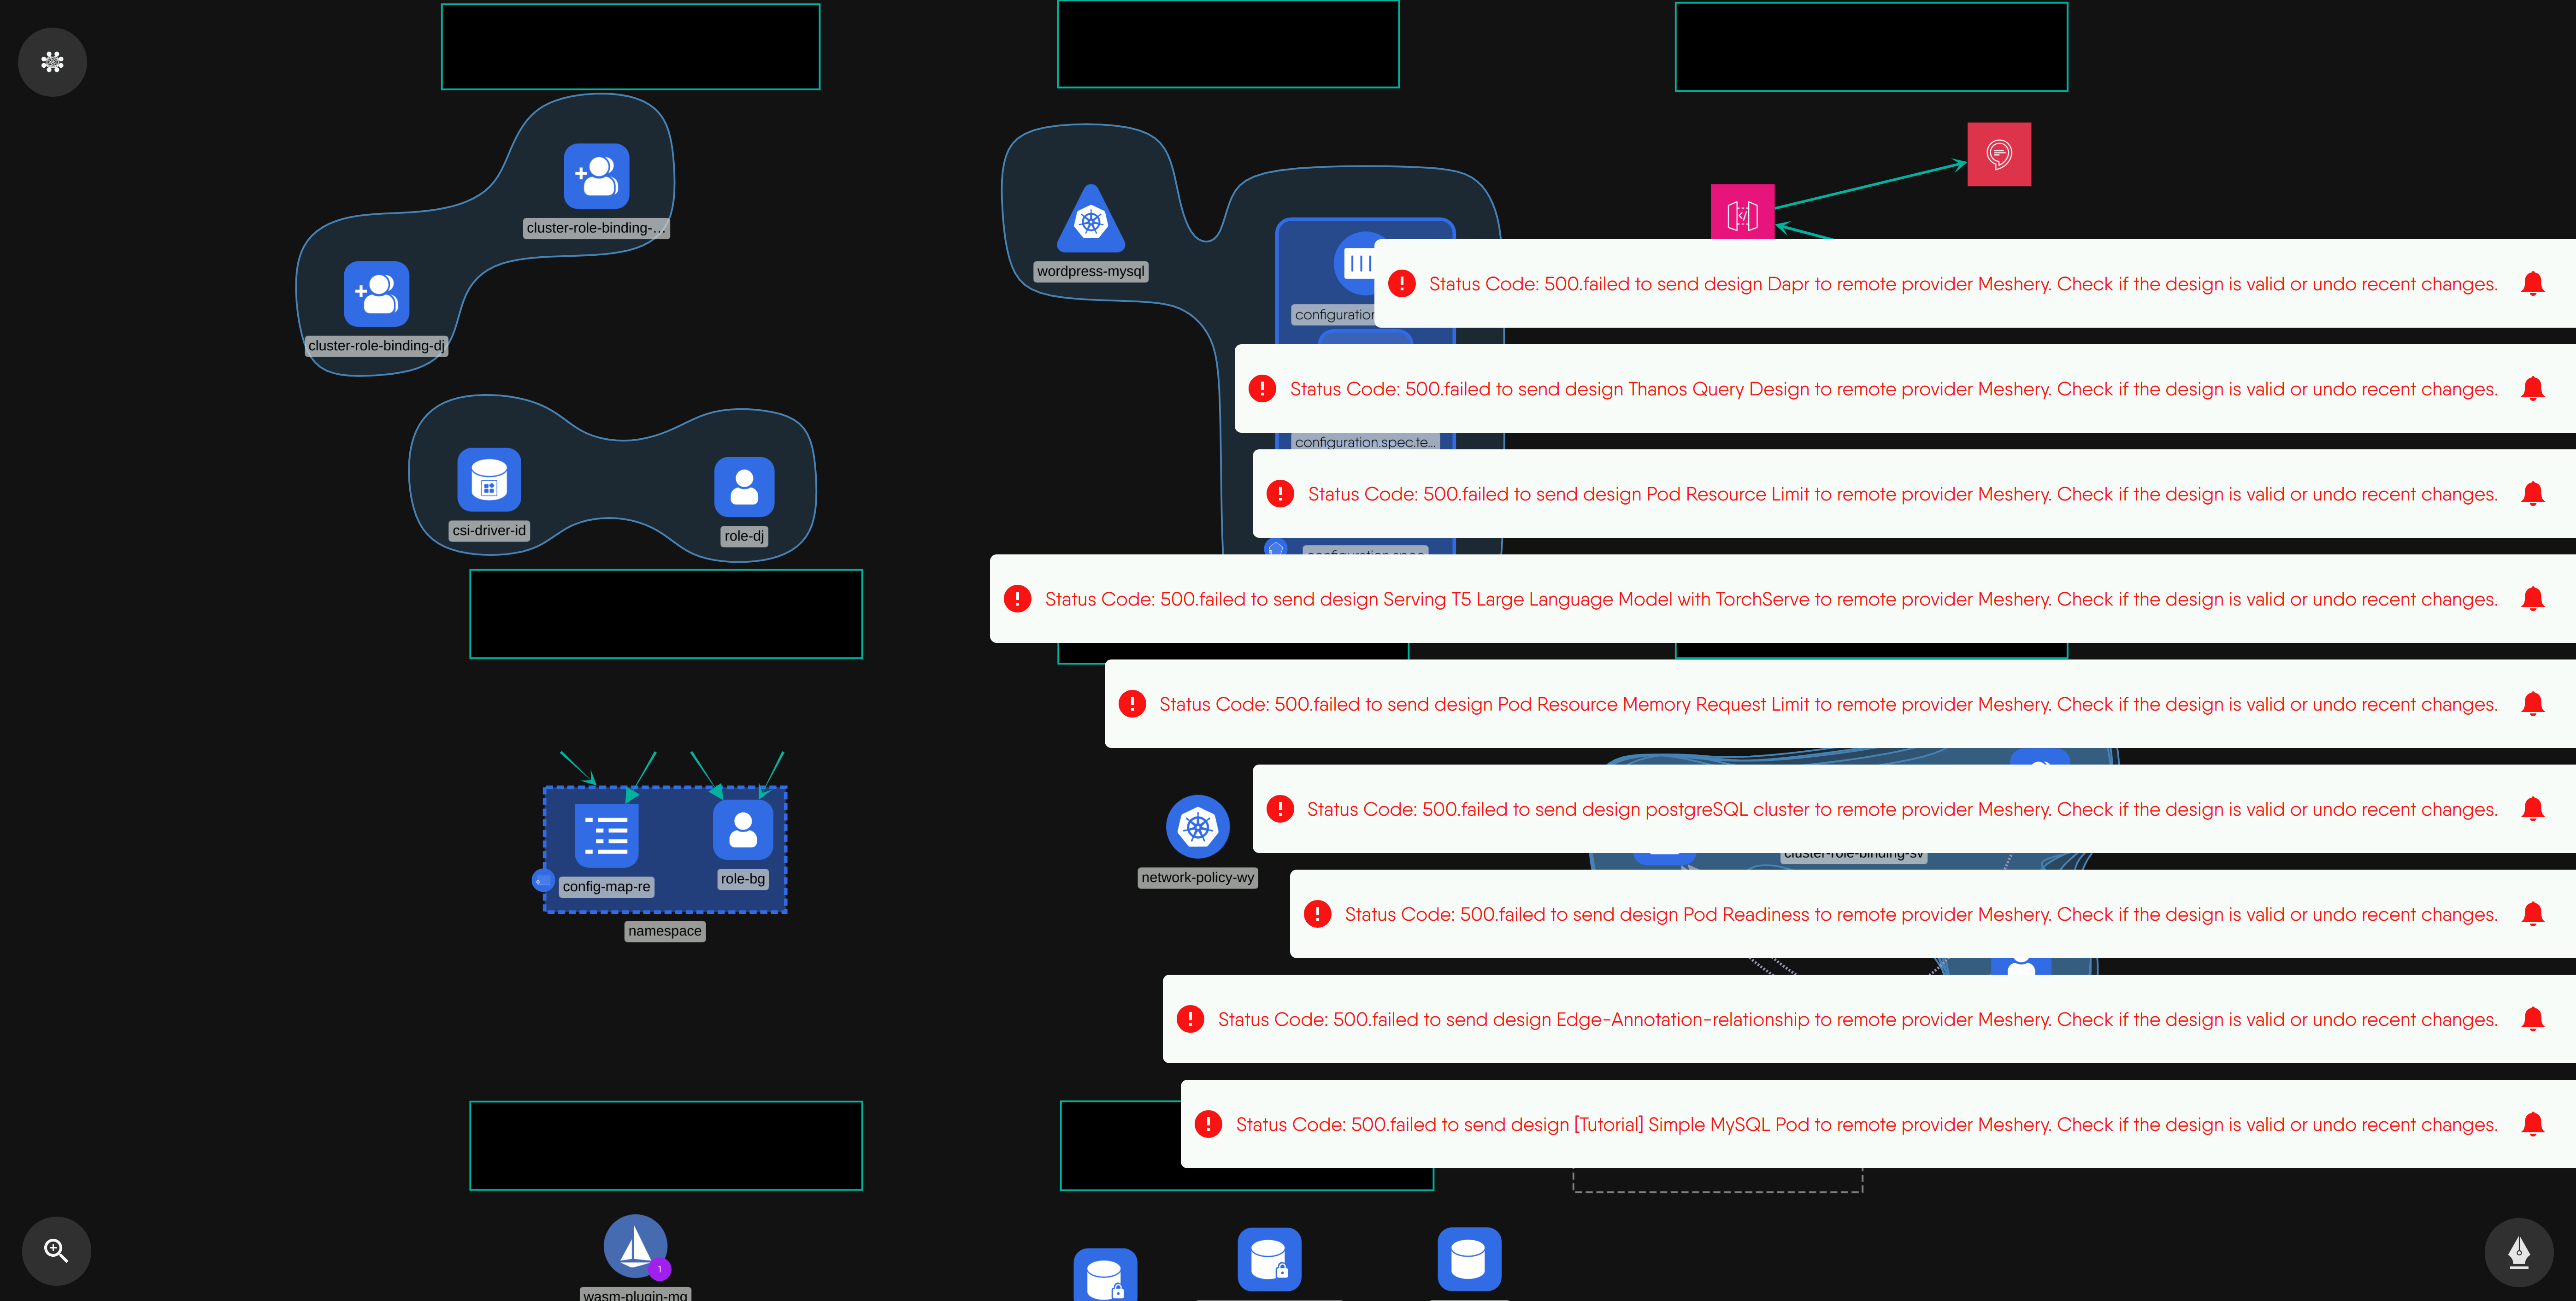 cluster-role-binding-...
wordpress-mysql
cluster-role-binding-dj
configuration
Status Code: 500.failed to send design Dapr to remote provider Meshery. Check if the design is valid or undo recent changes.
Status Code: 500.failed to send design Thanos Query Design to remote provider Meshery. Check if the design is valid or undo recent changes.
configuration.spec.te...
Status Code: 500.failed to send design Pod Resource Limit to remote provider Meshery. Check if the design is valid or undo recent changes.
csi-driver-id
role-dj
Status Code: 500.failed to send design Serving T5 Large Language Model with TorchServe to remote provider Meshery. Check if the design is valid or undo recent changes.
Status Code: 500.failed to send design Pod Resource Memory Request Limit to remote provider Meshery. Check if the design is valid or undo recent changes.
Status Code: 500.failed to send design postgreSQL cluster to remote provider Meshery. Check if the design is valid or undo recent changes.
cluster-role-binding-sv
config-map-re
role-bg
network-policy-wy
namespace
Status Code: 500.failed to send design Pod Readiness to remote provider Meshery. Check if the design is valid or undo recent changes.
Status Code: 500.failed to send design Edge-Annotation-relationship to remote provider Meshery. Check if the design is valid or undo recent changes.
Status Code: 500.failed to send design [Tutorial] Simple MySQL Pod to remote provider Meshery. Check if the design is valid or undo recent changes.
1
wasm-plugin-mg